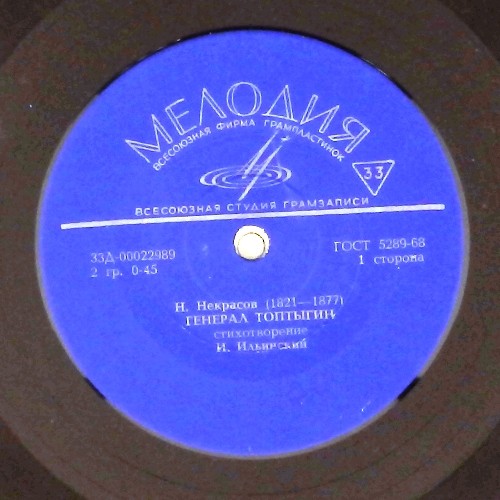 МЕЛОДИЯ
ВСЕСОЮЗНАЯ ФИРМА ГРАМПЛАСТИНОК
33
ВСЕСОЮЗНАЯ СТУДИЯ ГРАМЗАПИСИ
33Д-00022989
2 гр. 0-45
ГОСТ 5289-68
1 сторона
Н. Некрасов (1821—1877)
ГЕНЕРАЛ ТОПТЫГИН
стихотворение
И. Ильинский